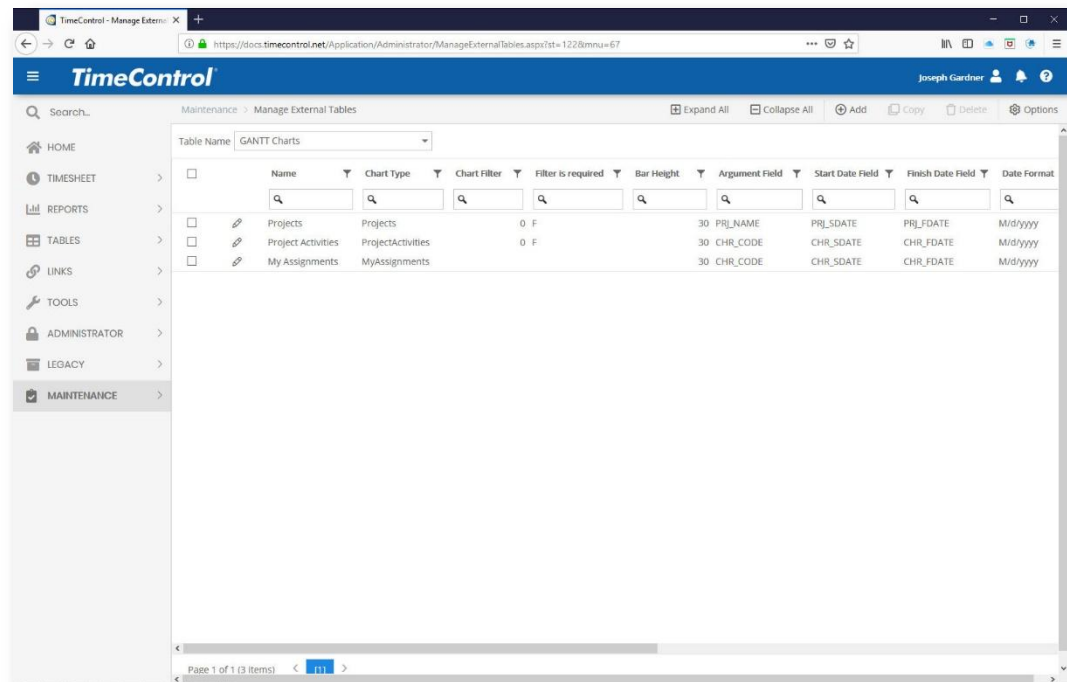 TimeControl - Manage Externa
https://docs.timecontrol.net/Application/Administrator/ManageExternalTables.aspx?st=122&mnu=67
TimeControl
Joseph Gardner
Search...
Maintenance > Manage External Tables
Expand All
Collapse All
Add
Copy
Delete
Options
Table Name
GANTT Charts
HOME
TIMESHEET
REPORTS
TABLES
LINKS
TOOLS
ADMINISTRATOR
LEGACY
MAINTENANCE
Name Chart Type Chart Filter Filter is required Bar Height Argument Field Start Date Field Finish Date Field Date Format
Projects Projects 0 F 30 PRJ_NAME PRJ_SDATE PRJ_FDATE M/d/yyyy
Project Activities ProjectActivities 0 F 30 CHR_CODE CHR_SDATE CHR_FDATE M/d/yyyy
My Assignments MyAssignments 30 CHR_CODE CHR_SDATE CHR_FDATE M/d/yyyy
Page 1 of 1 (3 items) < [1] >